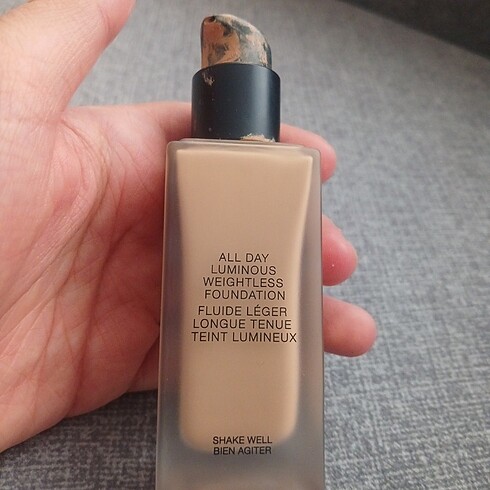 ALL DAY
LUMINOUS
WEIGHTLESS
FOUNDATION
FLUIDE LÉGER
LONGUE TENUE
TEINT LUMINEUX
SHAKE WELL
BIEN AGITER